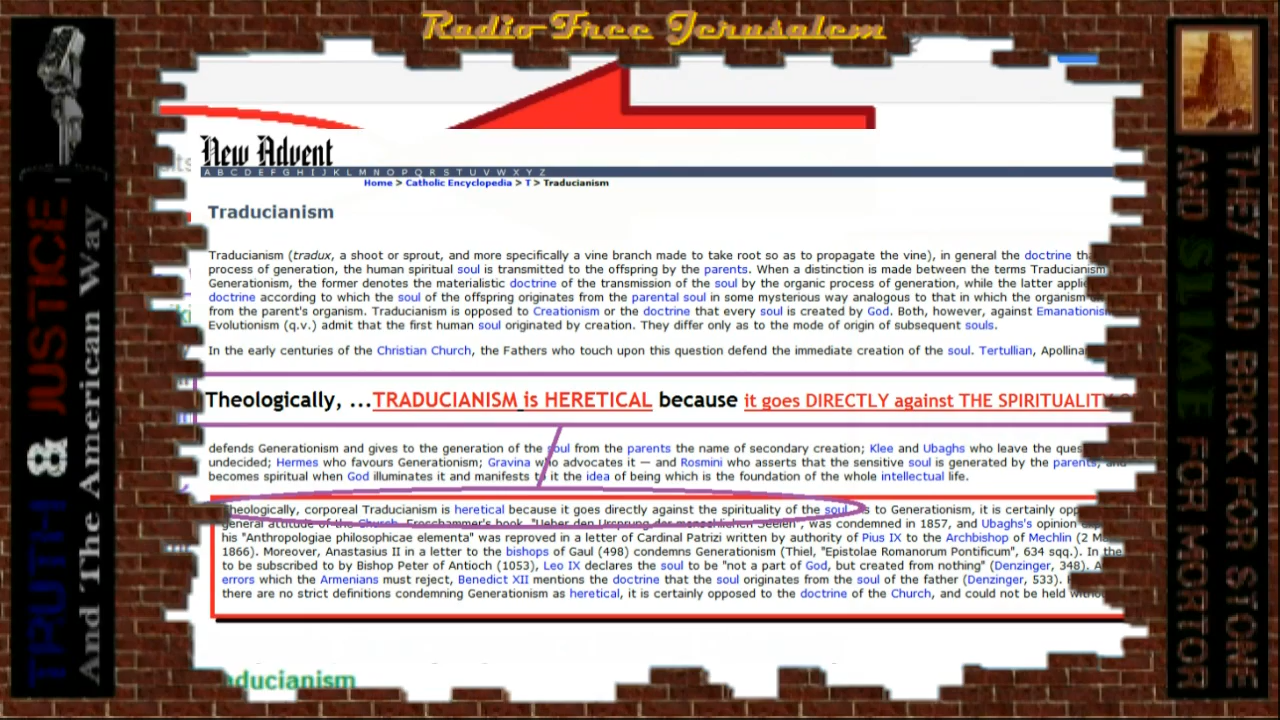 Radio-Free Jerusalem
TRUTH & JUSTICE
And The American Way
New Advent
A B C D E F G H I J K L M N O P Q R S T U V W X Y Z
Home > Catholic Encyclopedia > T > Traducianism
Traducianism
Traducianism (tradux, a shoot or sprout, and more specifically a vine branch made to take root so as to propagate the vine), in general the doctrine
process of generation, the human spiritual soul is transmitted to the offspring by the parents. When a distinction is made between the terms Traducianism
Generationism, the former denotes the materialistic doctrine of the transmission of the soul by the organic process of generation, while the latter
doctrine according to which the soul of the offspring originates from the parental soul in some mysterious way analogous to that in which the organism
from the parent's organism. Traducianism is opposed to Creationism or the doctrine that every soul is created by God. Both, however, against
Evolutionism (q.v.) admit that the first human soul originated by creation. They differ only as to the mode of origin of subsequent souls.
In the early centuries of the Christian Church, the Fathers who touch upon this question defend the immediate creation of the soul. Tertullian,
Theologically, ...TRADUCIANISM is HERETICAL because it goes DIRECTLY against THE SPIRITUALITY
defends Generationism and gives to the generation of the soul from the parents the name of secondary creation; Klee and Ubaghs who leave the
undecided; Hermes who favours Generationism; Gravina who advocates it — and Rosmini who asserts that the sensitive soul is generated by the parents, and
becomes spiritual when God illuminates it and manifests to it the idea of being which is the foundation of the whole intellectual life.
Theologically, corporeal Traducianism is heretical because it goes directly against the spirituality of the soul. As to Generationism, it is certainly
general attitude of the Church. Froschammer's book, "Ueber den Ursprung der menschlichen Seelen", was condemned in 1857, and Ubaghs's opinion
his "Anthropologiae philosophicae elementa" was reproved in a letter of Cardinal Patrizi written by authority of Pius IX to the Archbishop of Mechlin (2
1866). Moreover, Anastasius II in a letter to the bishops of Gaul (498) condemns Generationism (Thiel, "Epistolae Romanorum Pontificum", 634 sqq.). In the
to be subscribed to by Bishop Peter of Antioch (1053), Leo IX declares the soul to be "not a part of God, but created from nothing" (Denzinger, 348).
errors which the Armenians must reject, Benedict XII mentions the doctrine that the soul originates from the soul of the father (Denzinger, 533).
there are no strict definitions condemning Generationism as heretical, it is certainly opposed to the doctrine of the Church, and could not be held
THEY HAD BRICK FOR STONE
AND SLIME FOR MORTOR